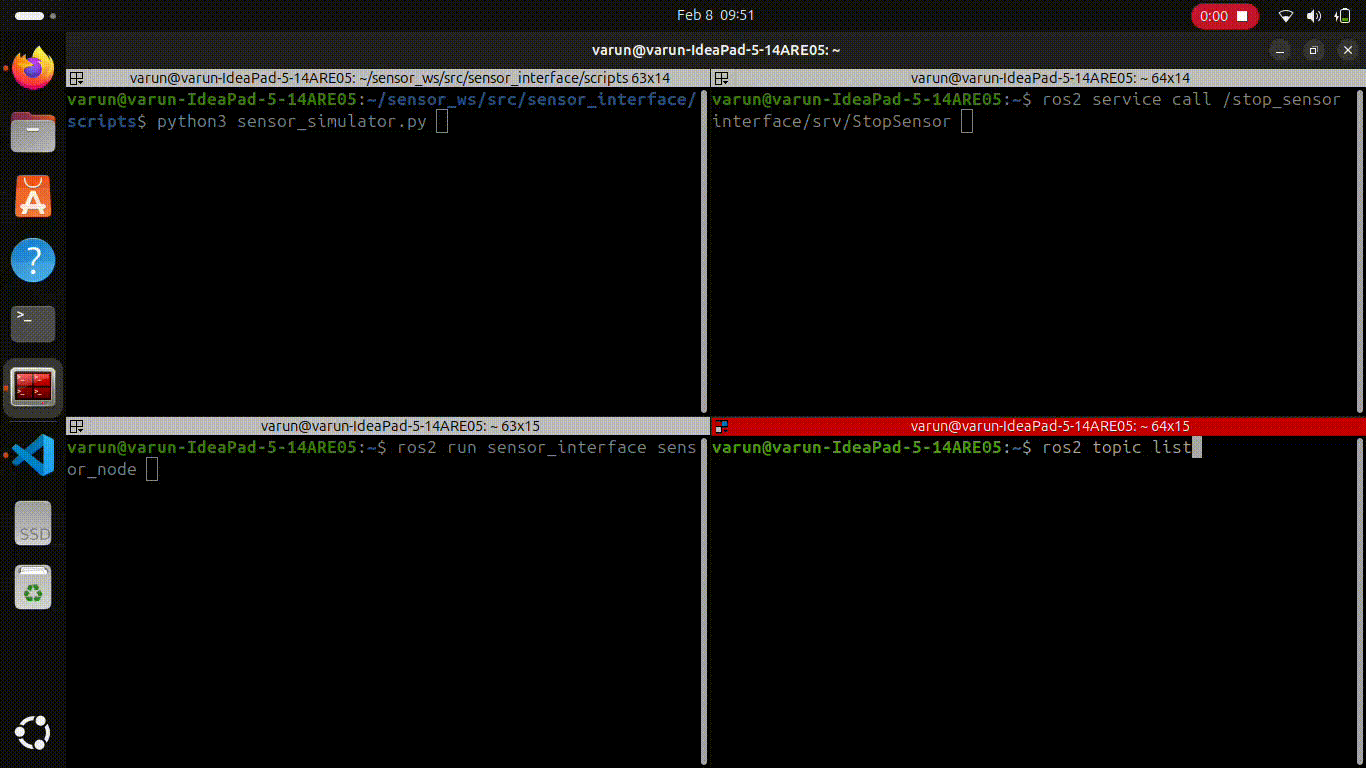 Feb 8 09:51
0:00
varun@varun-IdeaPad-5-14ARE05: ~
varun@varun-IdeaPad-5-14ARE05: ~/sensor_ws/src/sensor_interface/scripts 63x14
varun@varun-IdeaPad-5-14ARE05:~/sensor_ws/src/sensor_interface/
scripts$ python3 sensor_simulator.py
varun@varun-IdeaPad-5-14ARE05: ~ 64x14
varun@varun-IdeaPad-5-14ARE05:~$ ros2 service call /stop_sensor
interface/srv/StopSensor
varun@varun-IdeaPad-5-14ARE05: ~ 63x15
varun@varun-IdeaPad-5-14ARE05:~$ ros2 run sensor_interface sens
or_node
varun@varun-IdeaPad-5-14ARE05: ~ 64x15
varun@varun-IdeaPad-5-14ARE05:~$ ros2 topic list
SSD